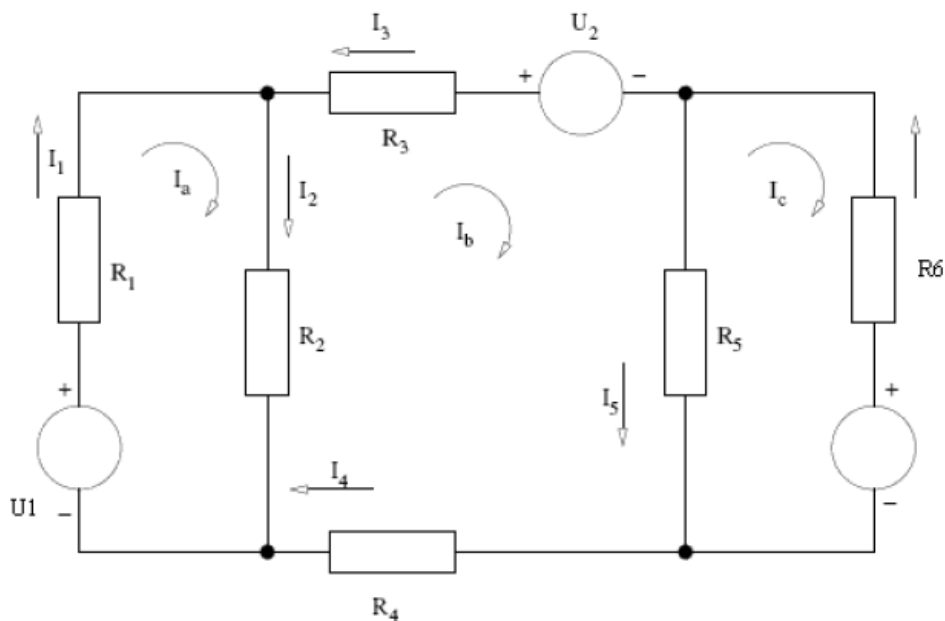 I3
U2
+
−
R3
I1
Ia
I2
Ib
Ic
R1
R2
R5
R6
+
+
I5
I4
U1
−
−
R4